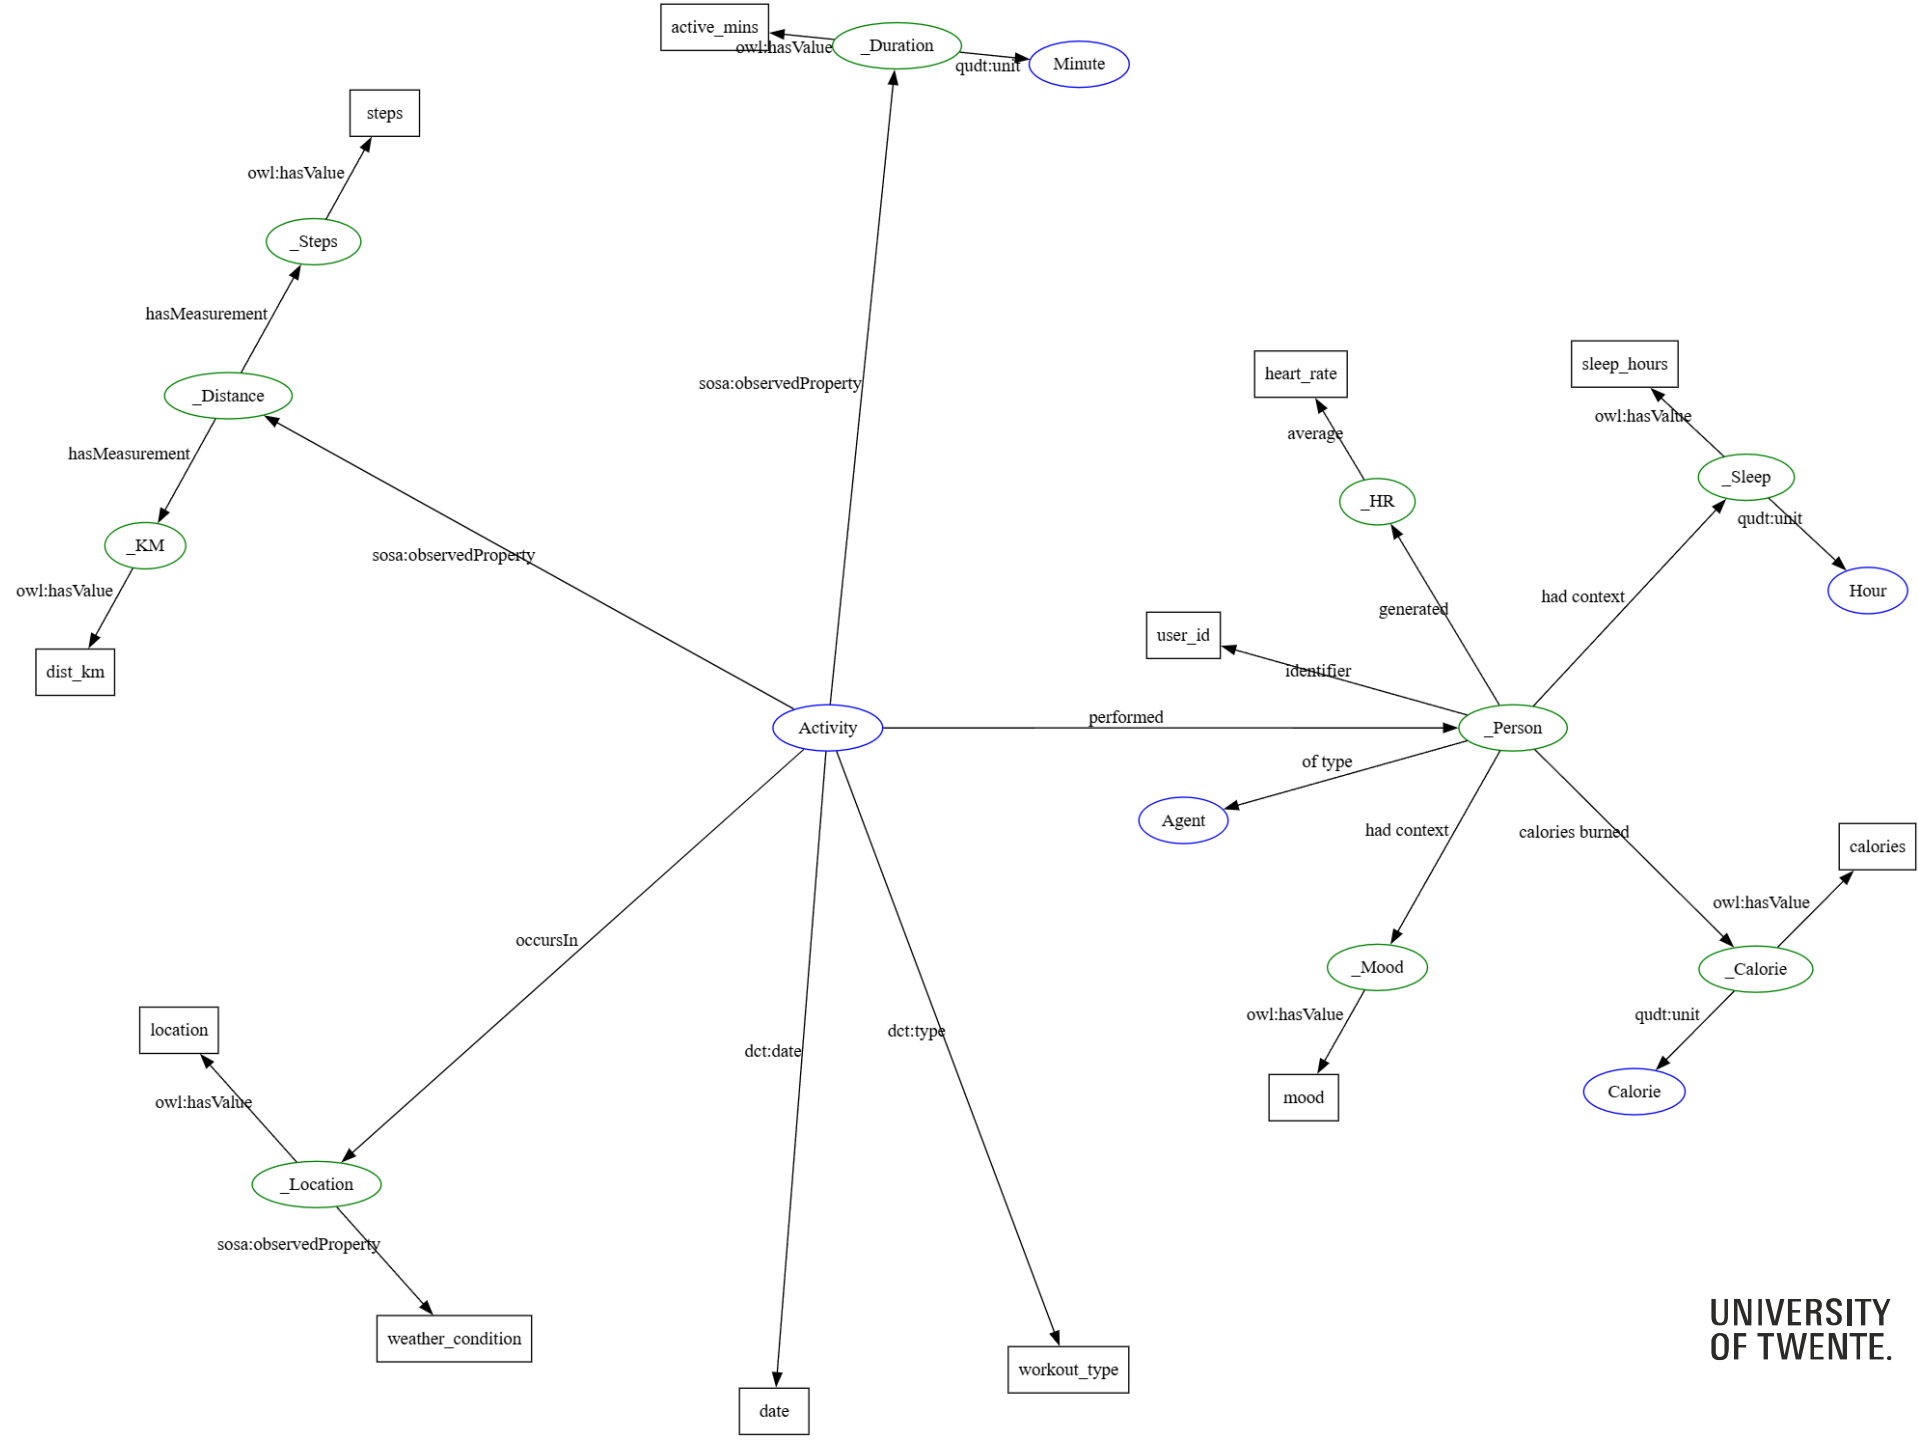 active_mins
owl:hasValue
_Duration
qudt:unit
Minute
steps
owl:hasValue
_Steps
hasMeasurement
_Distance
hasMeasurement
_KM
owl:hasValue
dist_km
sosa:observedProperty
sosa:observedProperty
Activity
performed
_Person
heart_rate
average
_HR
generated
sleep_hours
owl:hasValue
_Sleep
qudt:unit
Hour
had context
user_id
identifier
of type
Agent
had context
_Mood
owl:hasValue
mood
calories burned
calories
owl:hasValue
_Calorie
qudt:unit
Calorie
occursIn
location
owl:hasValue
_Location
sosa:observedProperty
weather_condition
dct:date
date
dct:type
workout_type
UNIVERSITY
OF TWENTE.